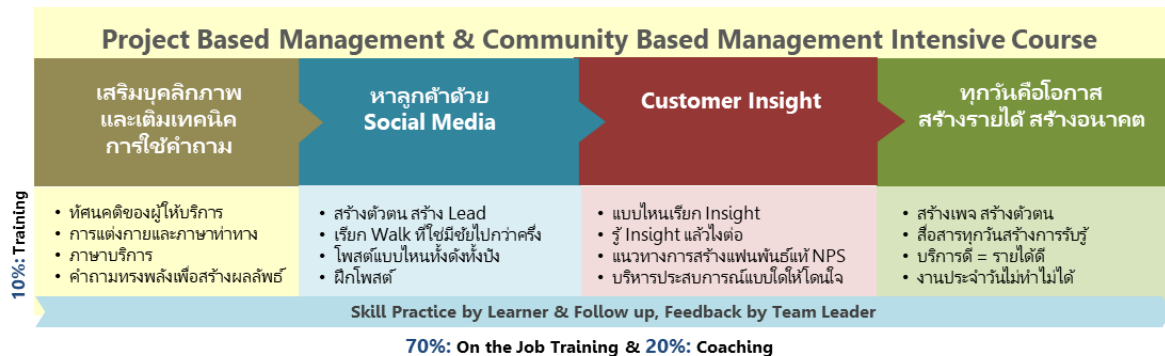 Project Based Management & Community Based Management Intensive Course
เสริมบุคลิกภาพ
และเติมเทคนิค
การใช้คำถาม
หาลูกค้าด้วย
Social Media
Customer Insight
ทุกวันคือโอกาส
สร้างรายได้ สร้างอนาคต
10%: Training
• ทัศนคติของผู้ให้บริการ
• การแต่งกายและภาษาท่าทาง
• ภาษาบริการ
• คำถามทรงพลังเพื่อสร้างผลลัพธ์
• สร้างตัวตน สร้าง Lead
• เรียก Walk ที่ใช่มีชัยไปกว่าครึ่ง
• โพสต์แบบไหนทั้งดังทั้งปัง
• ฝึกโพสต์
• แบบไหนเรียก Insight
• รู้ Insight แล้วไงต่อ
• แนวทางการสร้างแฟนพันธ์แท้ NPS
• บริหารประสบการณ์แบบใดให้โดนใจ
• สร้างเพจ สร้างตัวตน
• สื่อสารทุกวันสร้างการรับรู้
• บริการดี = รายได้ดี
• งานประจำวันไม่ทำไม่ได้
Skill Practice by Learner & Follow up, Feedback by Team Leader
70%: On the Job Training & 20%: Coaching